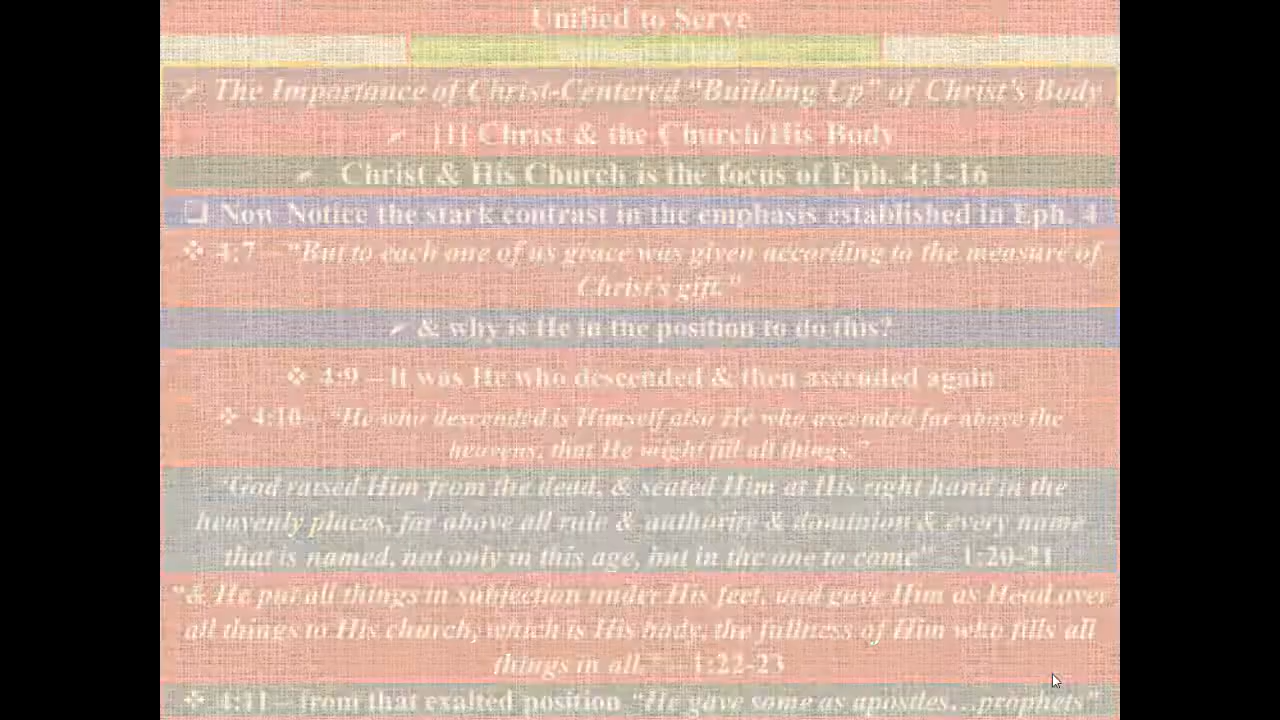 Unified to Serve
The Importance of Christ-Centered "Building Up" of Christ's Body
[1] Christ & the Church/His Body
Christ & His Church is the focus of Eph. 4:1-16
❑ Now Notice the stark contrast in the emphasis established in Eph. 4
❖ 4:7 – "But to each one of us grace was given according to the measure of
Christ's gift."
& why is He in the position to do this?
❖ 4:9 – It was He who descended & then ascended again
❖ 4:10 – "He who descended is Himself also He who ascended far above the
heavens, that He might fill all things."
"God raised Him from the dead, & seated Him at His right hand in the
heavenly places, far above all rule & authority & dominion & every name
that is named, not only in this age, but in the one to come" 1:20-21
"& He put all things in subjection under His feet, and gave Him as Head over
all things to His church, which is His body, the fullness of Him who fills all
things in all." – 1:22-23
❖ 4:11 – from that exalted position "He gave some as apostles…prophets"